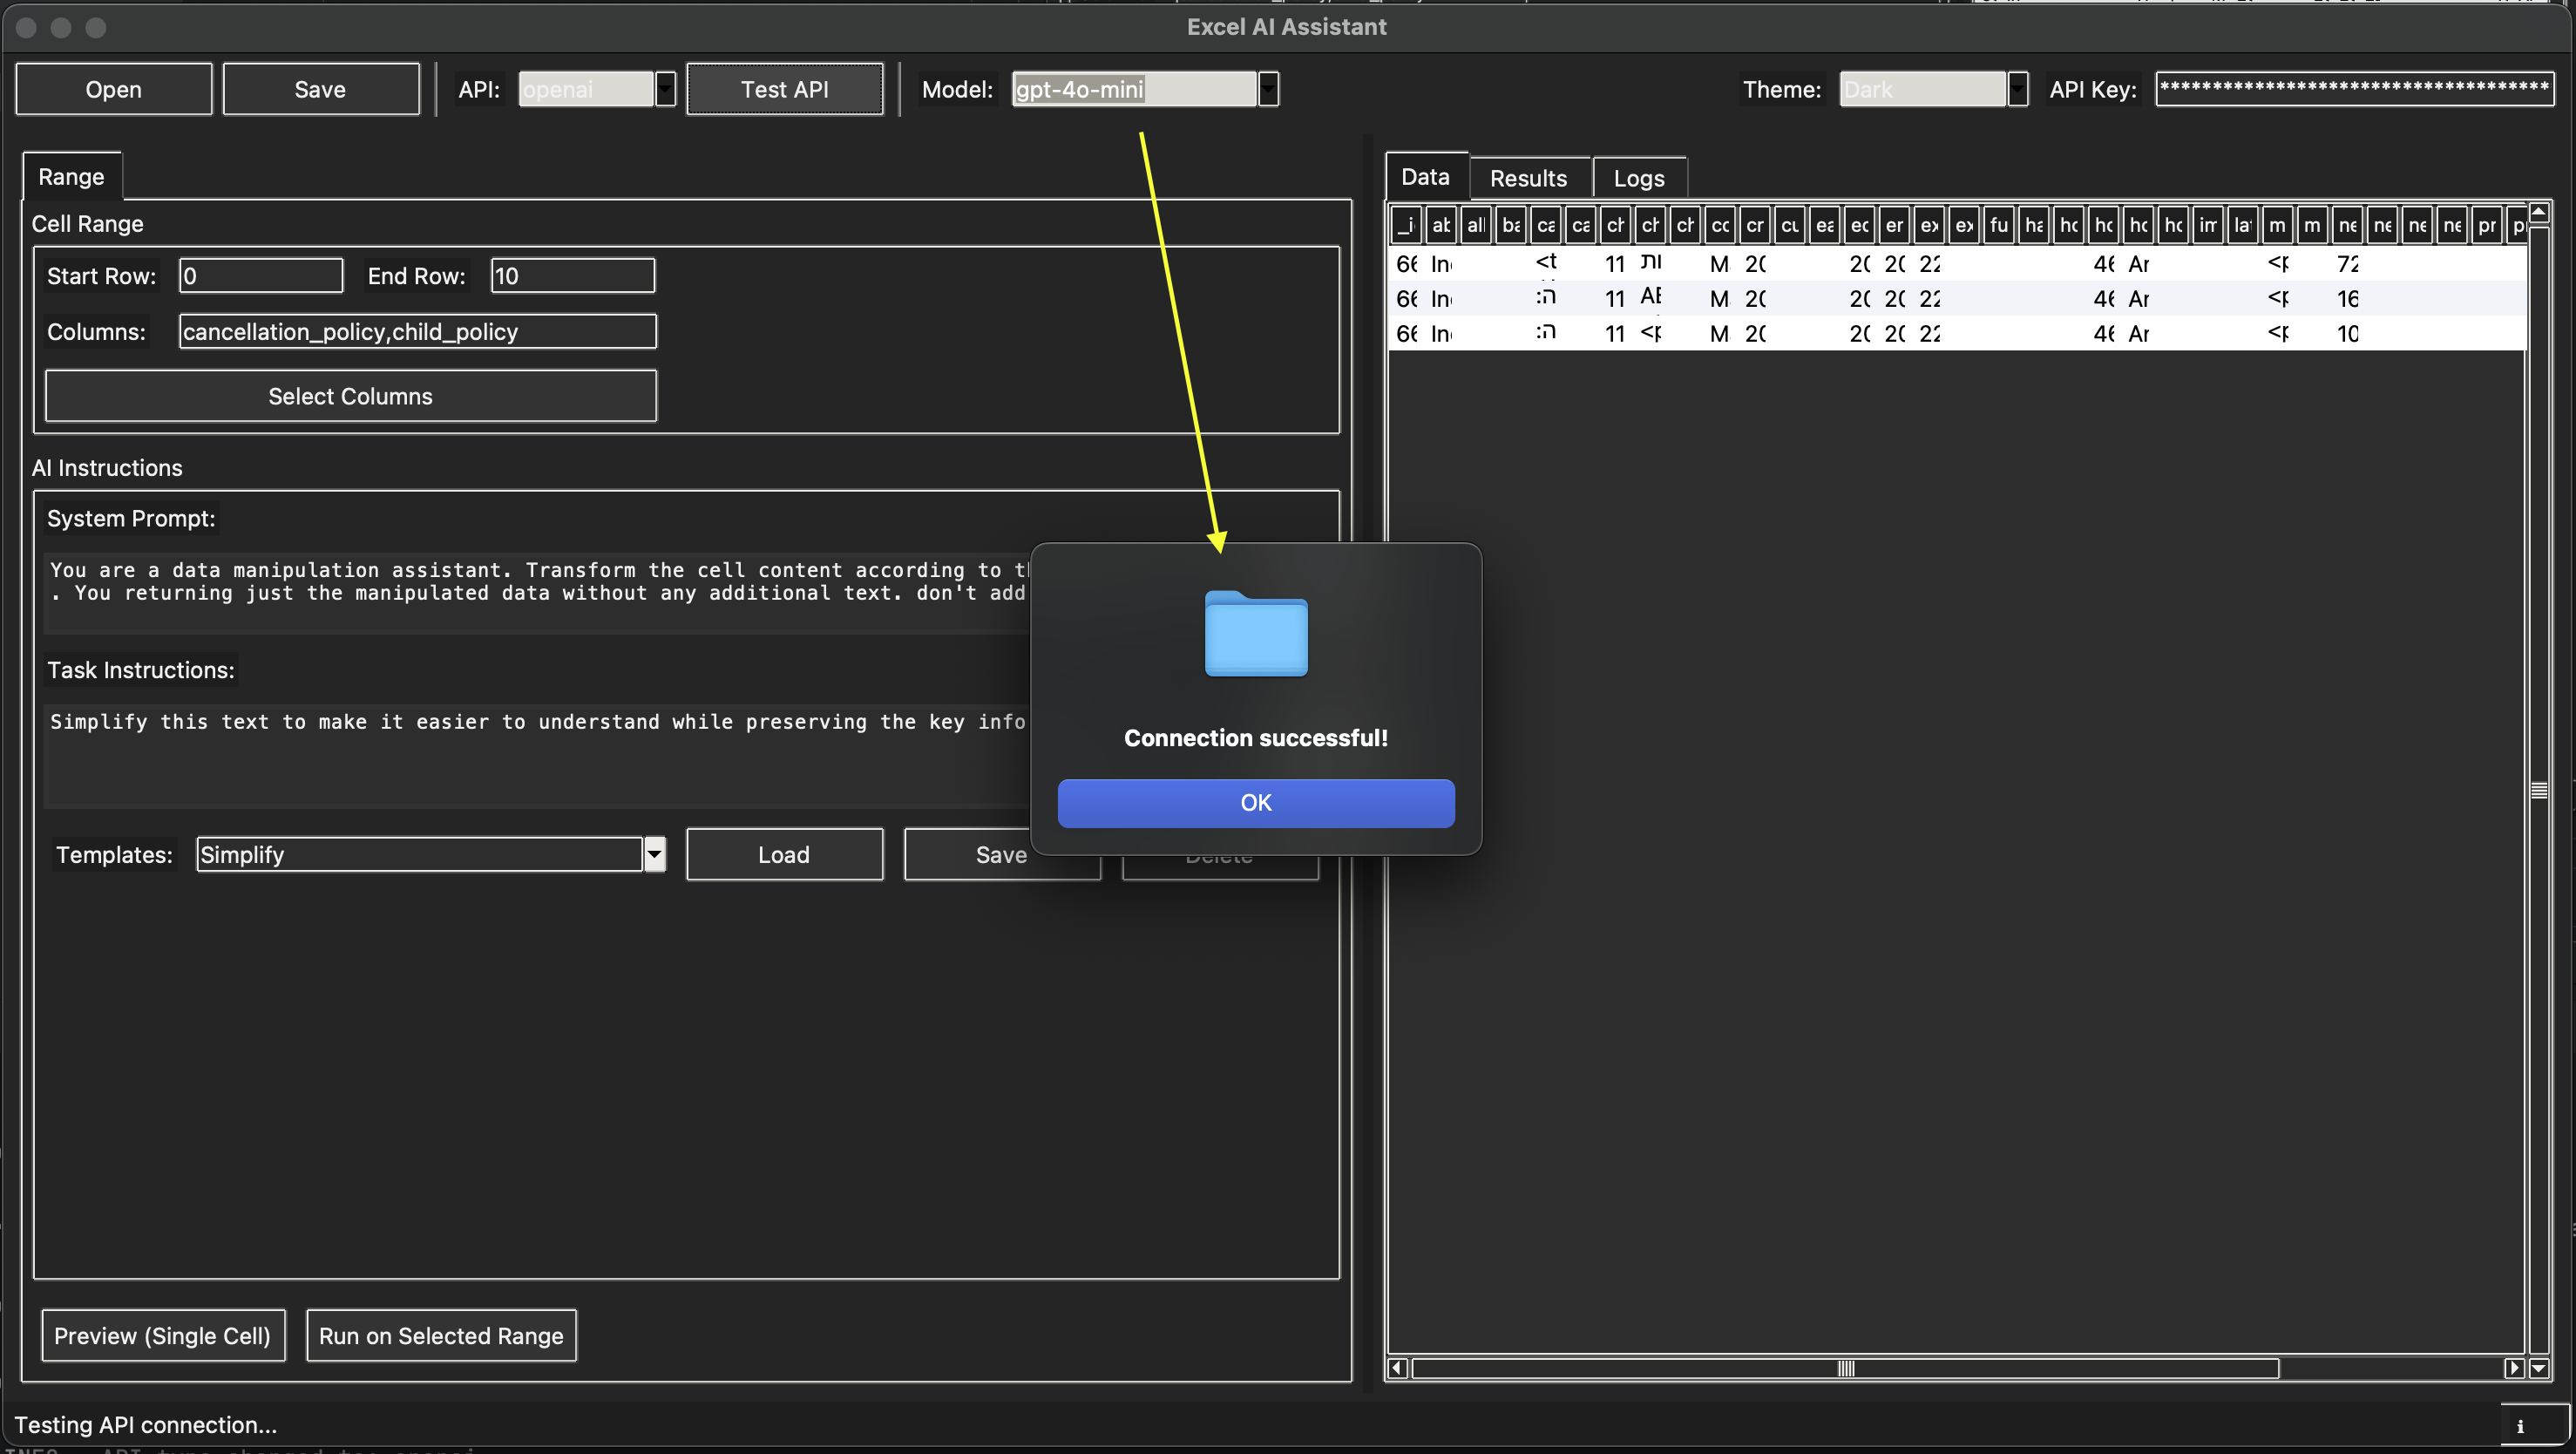 Excel AI Assistant
Open Save API: openai Test API Model: gpt-4o-mini Theme: Dark API Key: *************************************
Range
Cell Range
Start Row: 0 End Row: 10
Columns: cancellation_policy,child_policy
Select Columns
AI Instructions
System Prompt:
You are a data manipulation assistant. Transform the cell content according to
. You returning just the manipulated data without any additional text. don't add
Task Instructions:
Simplify this text to make it easier to understand while preserving the key info
Templates: Simplify Load Save Delete
Preview (Single Cell) Run on Selected Range
Data Results Logs
_i ab all ba ca ca ch ch ch cc cr cu ea ec er ex ex fu ha hc hc hc hc im lat m m ne ne ne ne pr
66 In <t 11 ות M 20 20 20 22 46 Ar <p 72
66 In ה: 11 AE M 20 20 20 22 46 Ar <p 16
66 In ה: 11 <p M 20 20 20 22 46 Ar <p 10
Connection successful!
OK
Testing API connection...
i